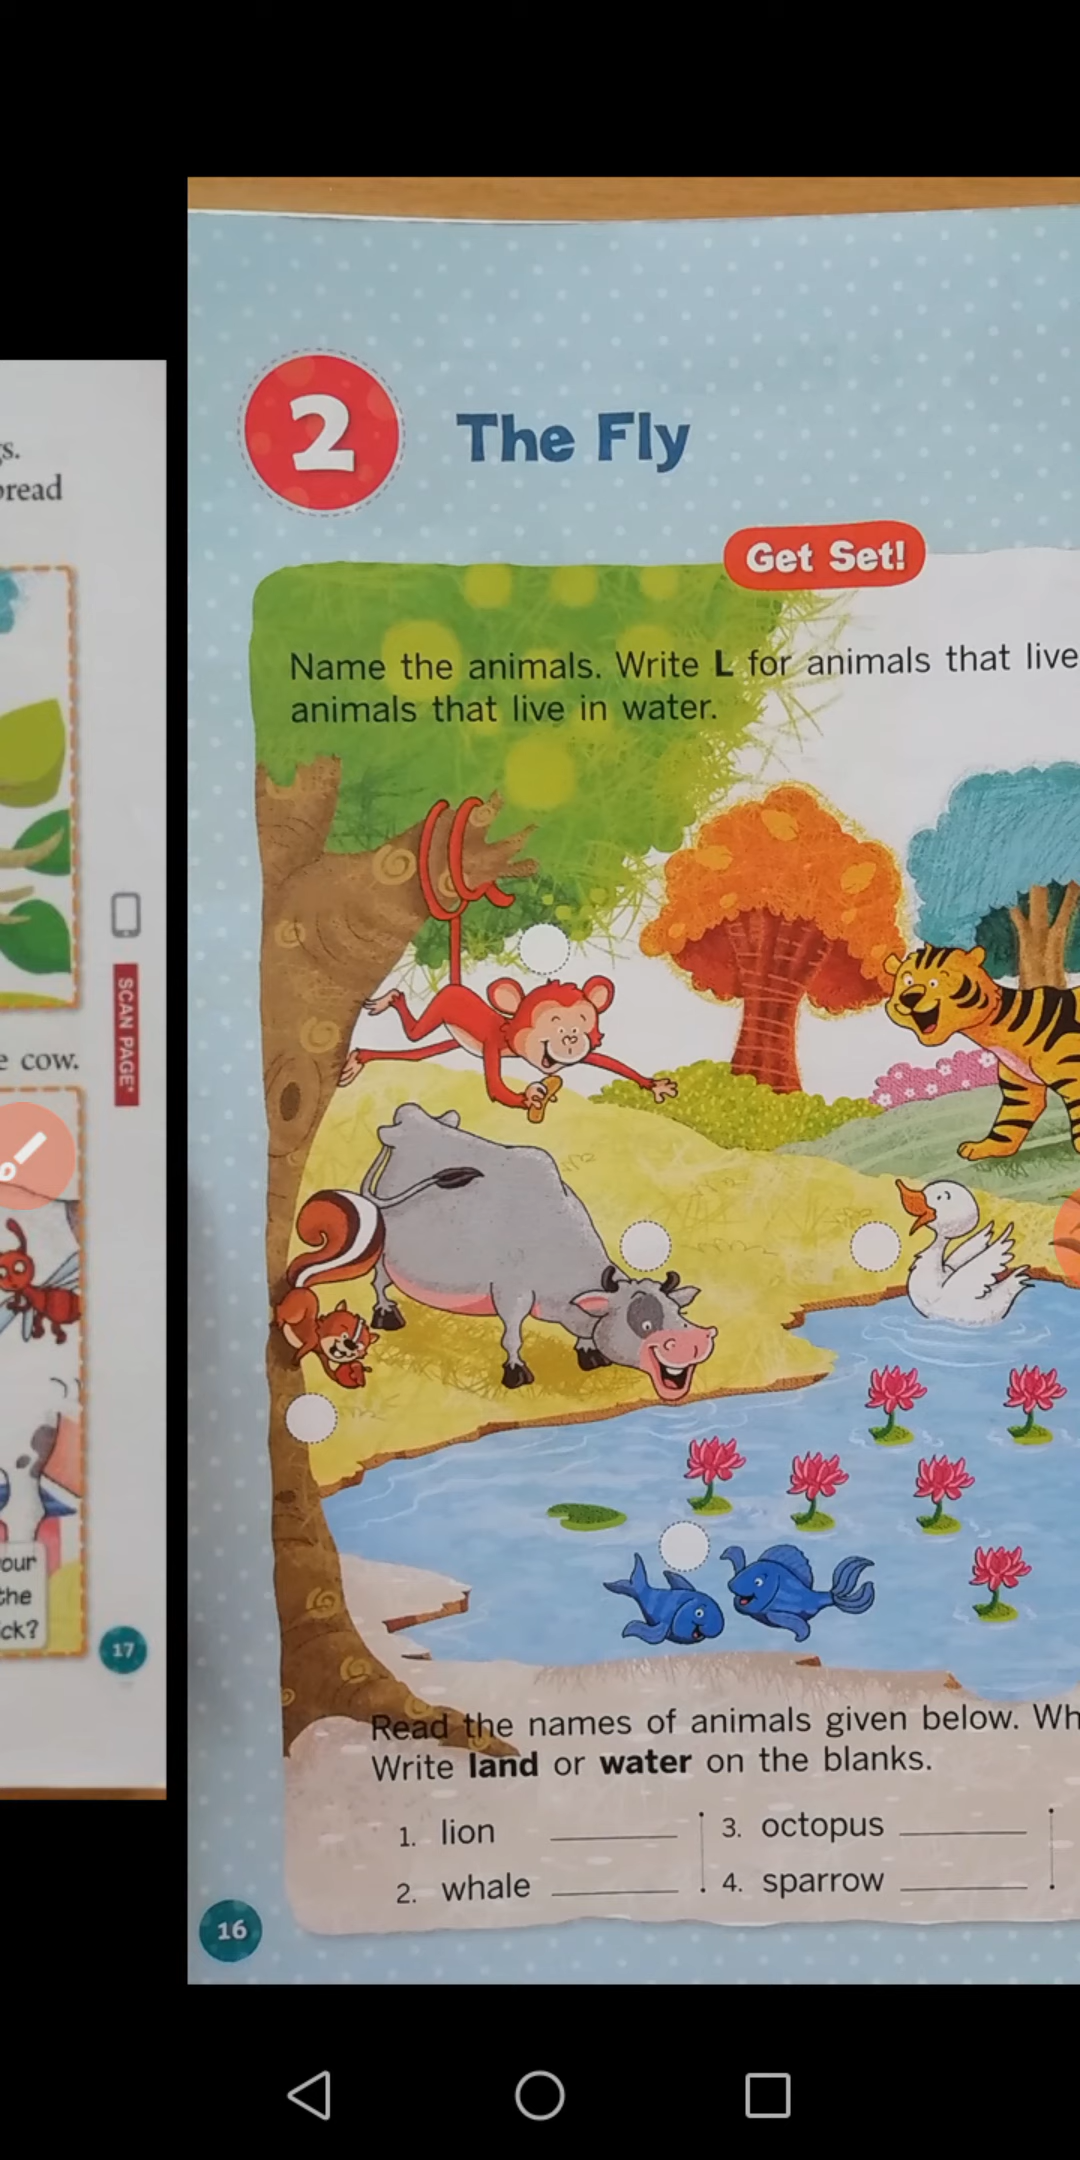 read
e cow.
SCAN PAGE*
our
the
ck?
17
2
The Fly
Get Set!
Name the animals. Write L for animals that live
animals that live in water.
Read the names of animals given below. Wh
Write land or water on the blanks.
1. lion
3. octopus
2. whale
4. sparrow
16